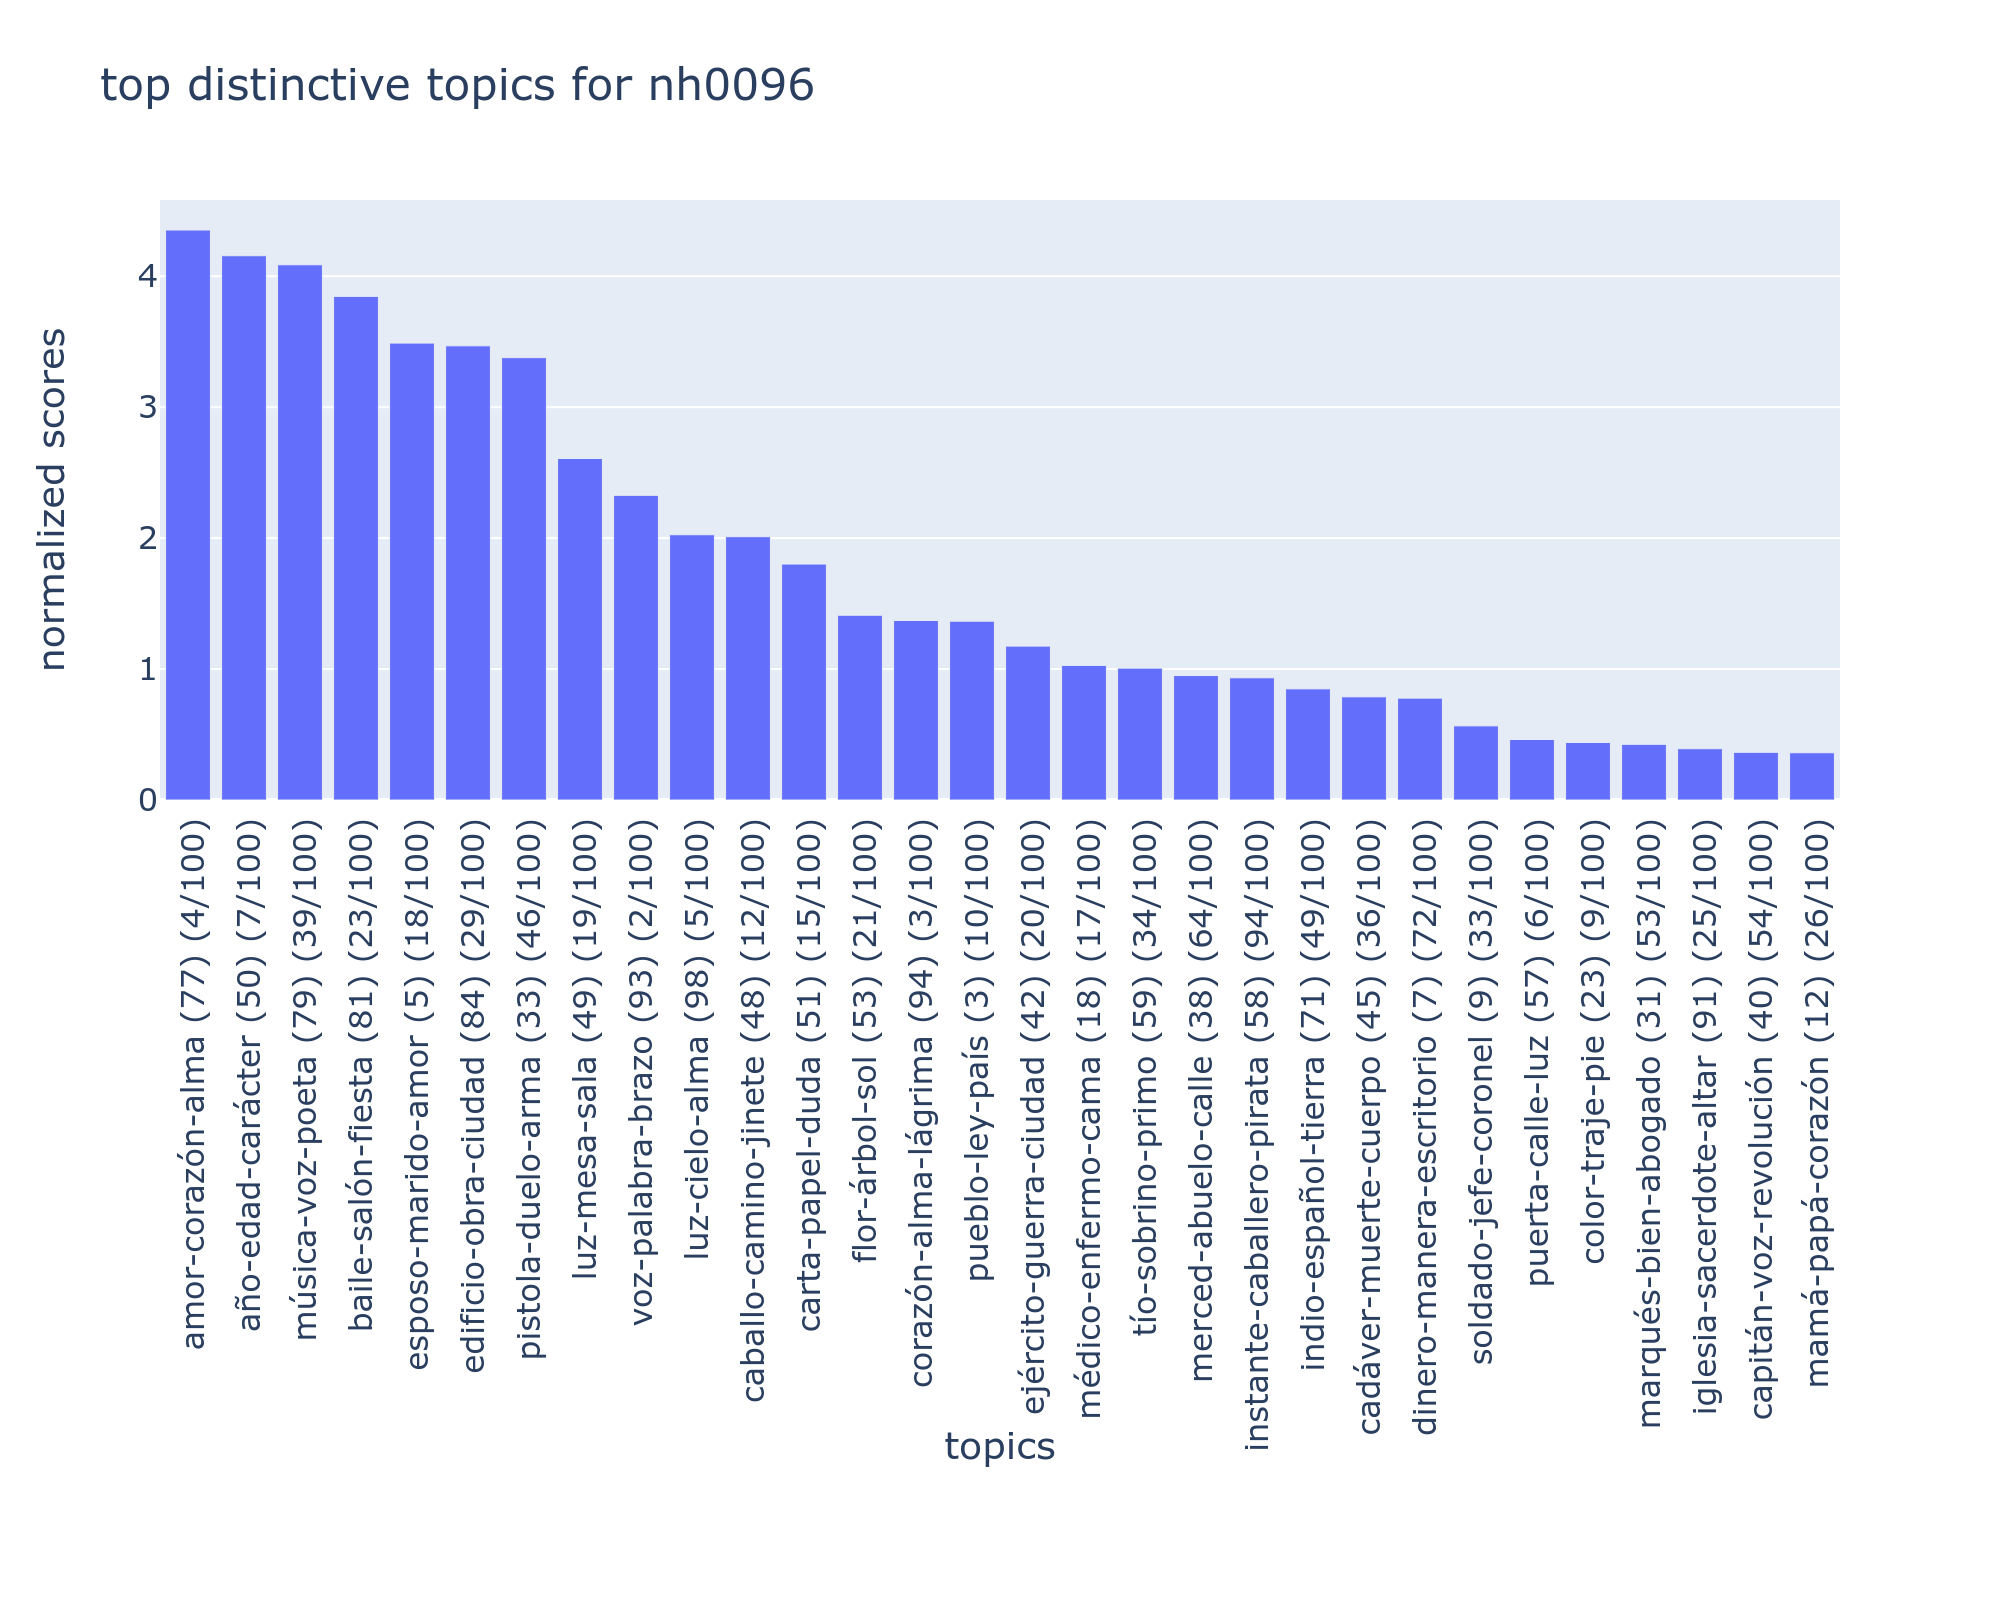 top distinctive topics for nh0096
normalized scores
4
3
2
1
0
amor-corazón-alma (77) (4/100)
año-edad-carácter (50) (7/100)
música-voz-poeta (79) (39/100)
baile-salón-fiesta (81) (23/100)
esposo-marido-amor (5) (18/100)
edificio-obra-ciudad (84) (29/100)
pistola-duelo-arma (33) (46/100)
luz-mesa-sala (49) (19/100)
voz-palabra-brazo (93) (2/100)
luz-cielo-alma (98) (5/100)
caballo-camino-jinete (48) (12/100)
carta-papel-duda (51) (15/100)
flor-árbol-sol (53) (21/100)
corazón-alma-lágrima (94) (3/100)
pueblo-ley-país (3) (10/100)
ejército-guerra-ciudad (42) (20/100)
médico-enfermo-cama (18) (17/100)
tío-sobrino-primo (59) (34/100)
merced-abuelo-calle (38) (64/100)
instante-caballero-pirata (58) (94/100)
indio-español-tierra (71) (49/100)
cadáver-muerte-cuerpo (45) (36/100)
dinero-manera-escritorio (7) (72/100)
soldado-jefe-coronel (9) (33/100)
puerta-calle-luz (57) (6/100)
color-traje-pie (23) (9/100)
marqués-bien-abogado (31) (53/100)
iglesia-sacerdote-altar (91) (25/100)
capitán-voz-revolución (40) (54/100)
mamá-papá-corazón (12) (26/100)
topics